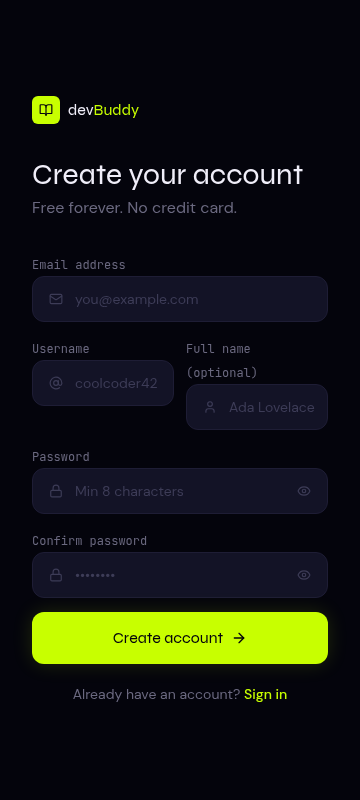 devBuddy
Create your account
Free forever. No credit card.
Email address
you@example.com
Username
coolcoder42
Full name
(optional)
Ada Lovelace
Password
Min 8 characters
Confirm password
••••••••
Create account →
Already have an account? Sign in